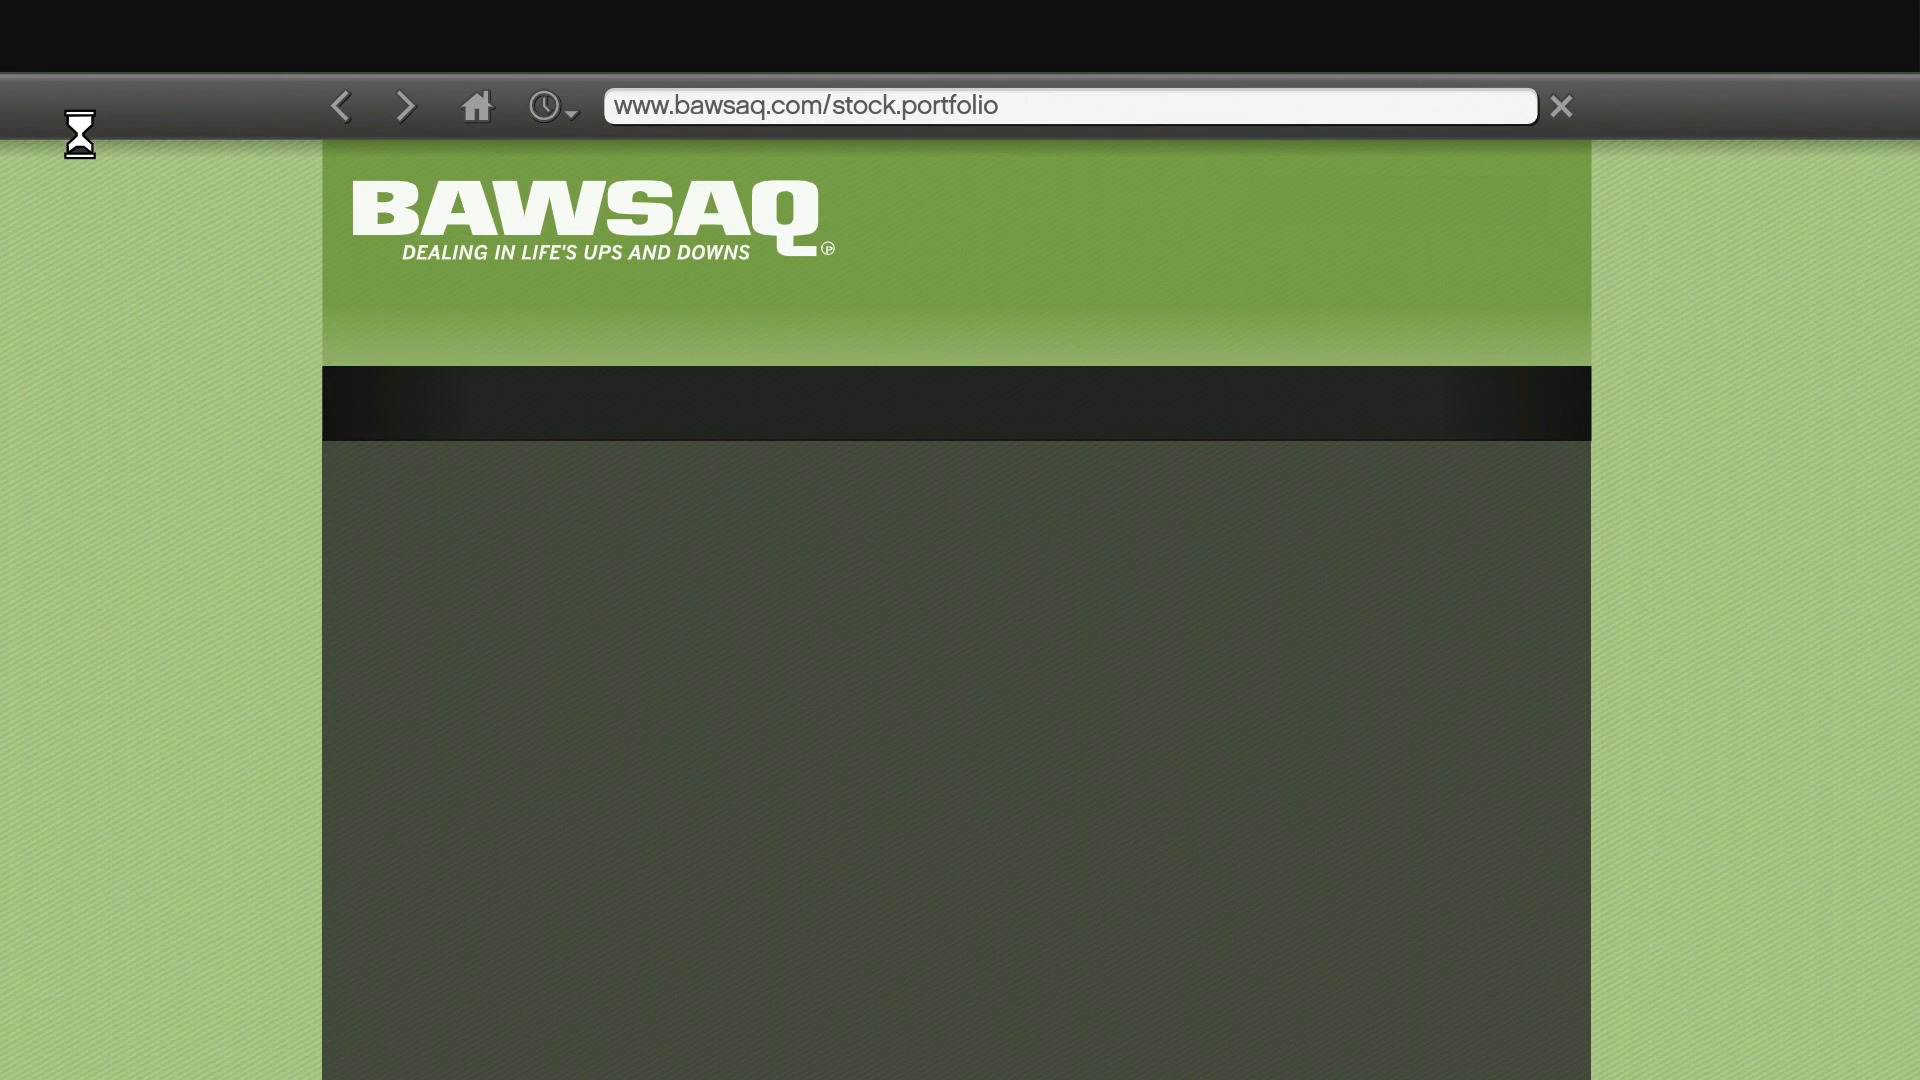 www.bawsaq.com/stock.portfolio
BAWSAQ
DEALING IN LIFE'S UPS AND DOWNS ℗